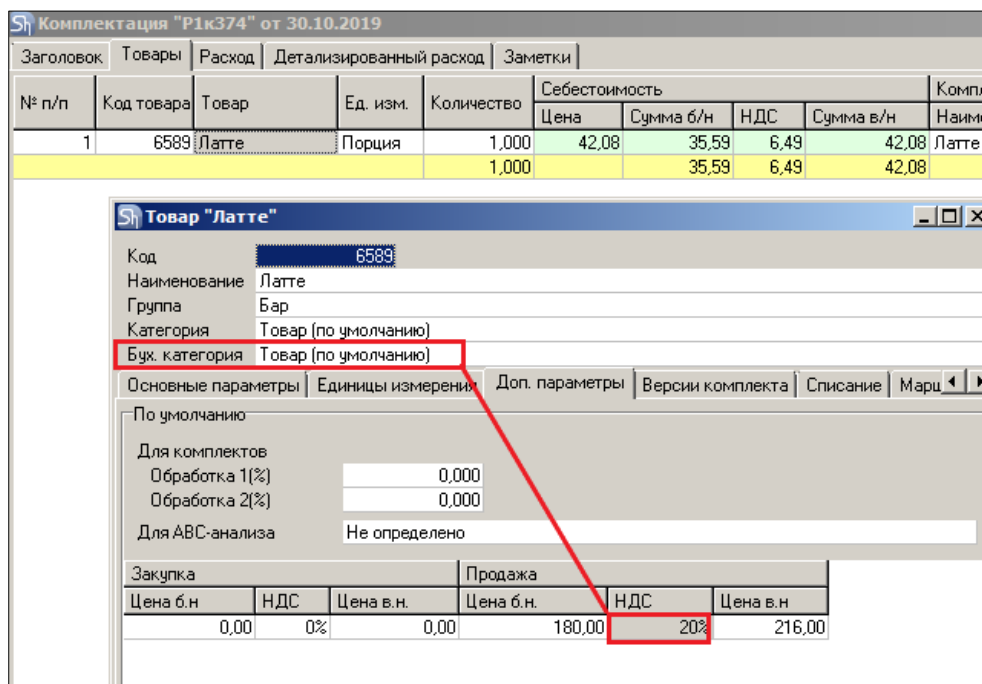 Sh Комплектация "Р1к374" от 30.10.2019
Заголовок Товары Расход Детализированный расход Заметки
№ п/п Код товара Товар Ед. изм. Количество Себестоимость Компл
Цена Сумма б/н НДС Сумма в/н Наиме
1 6589 Латте Порция 1,000 42,08 35,59 6,49 42,08 Латте
1,000 35,59 6,49 42,08
Sh Товар "Латте"
Код 6589
Наименование Латте
Группа Бар
Категория Товар (по умолчанию)
Бух. категория Товар (по умолчанию)
Основные параметры Единицы измерения Доп. параметры Версии комплекта Списание Марш
По умолчанию
Для комплектов
Обработка 1(%) 0,000
Обработка 2(%) 0,000
Для АВС-анализа Не определено
Закупка Продажа
Цена б.н НДС Цена в.н. Цена б.н. НДС Цена в.н
0,00 0% 0,00 180,00 20% 216,00